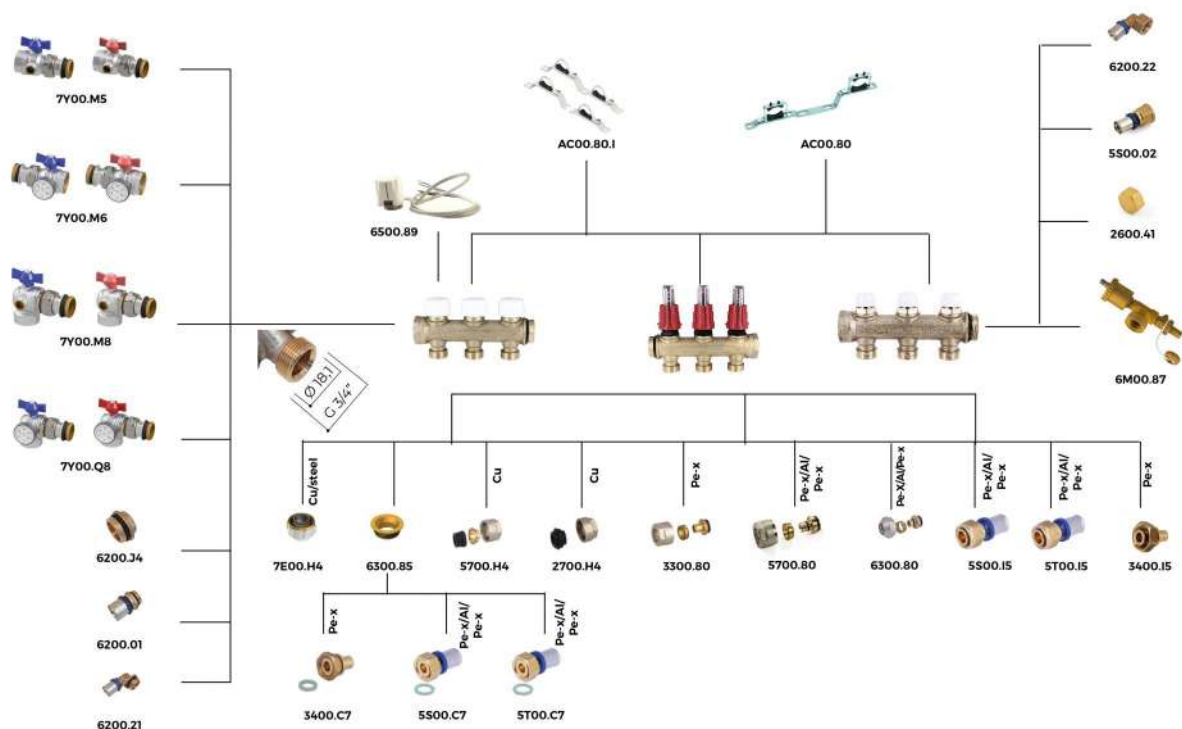 7Y00.M5
7Y00.M6
7Y00.M8
7Y00.Q8
6200.J4
6200.01
6200.21
AC00.80.I
AC00.80
6500.89
6200.22
5S00.02
2600.41
6M00.87
Ø 18,1
G 3/4"
Cu/steel
Cu
Cu
Pe-x
Pe-x/Al/
Pe-x
Pe-x/Al/Pe-x
Pe-x/Al/
Pe-x
Pe-x/Al/
Pe-x
Pe-x
7E00.H4
6300.85
5700.H4
2700.H4
3300.80
5700.80
6300.80
5S00.I5
5T00.I5
3400.I5
Pe-x
Pe-x/Al/
Pe-x
Pe-x/Al/
Pe-x
3400.C7
5S00.C7
5T00.C7